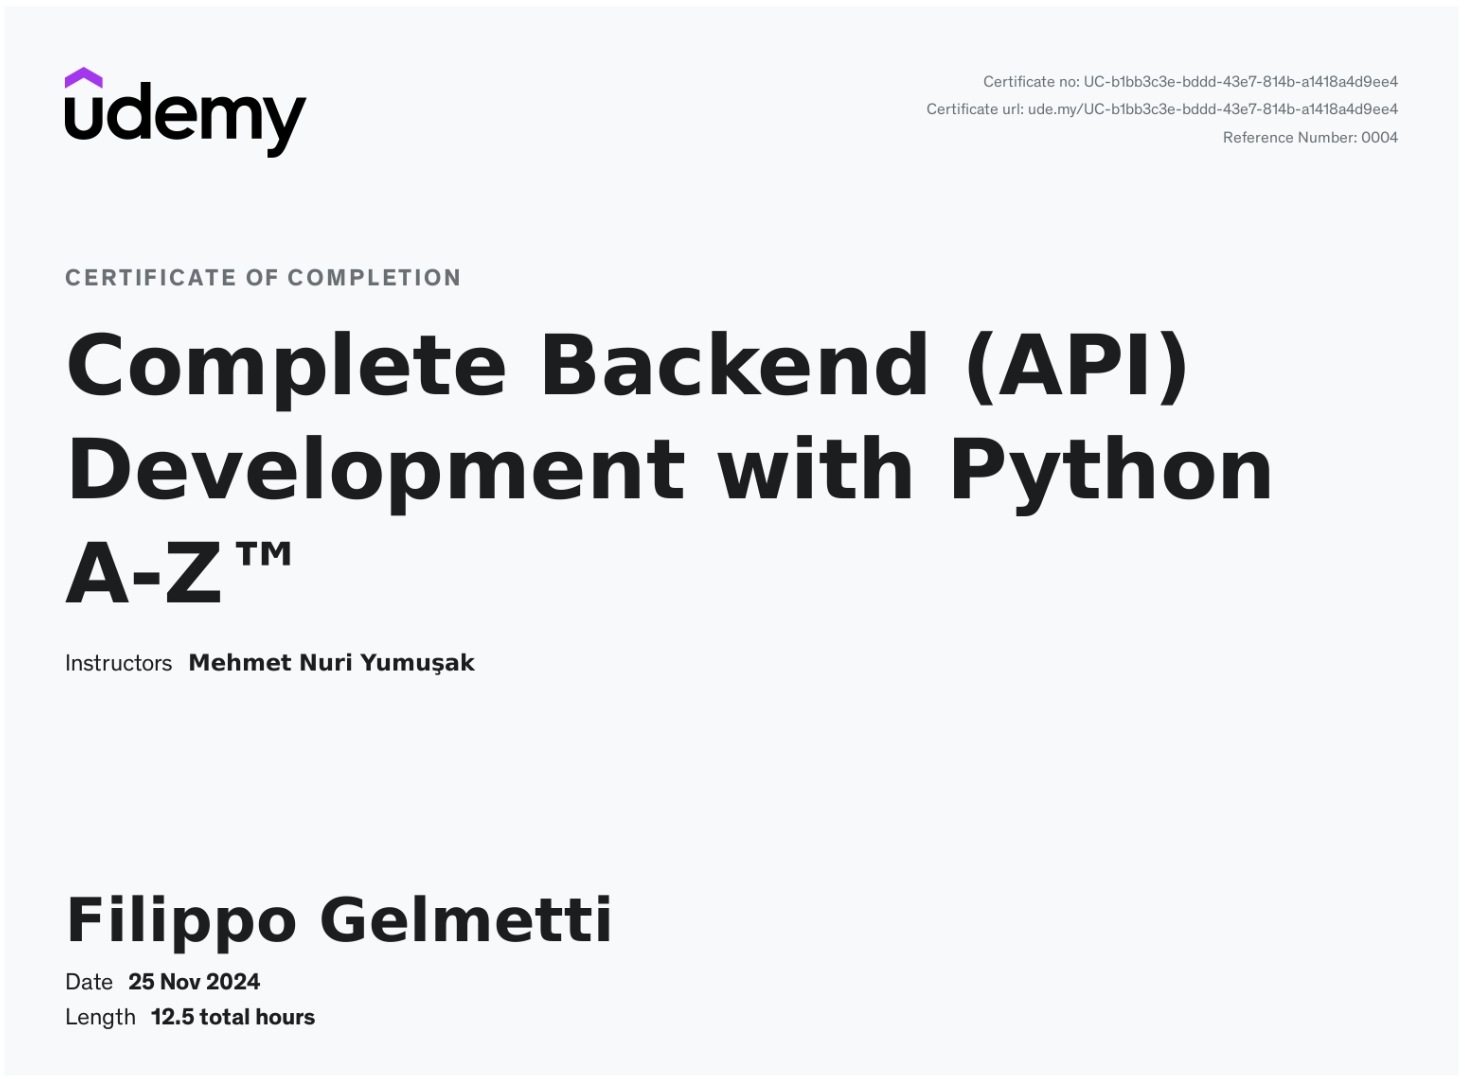 udemy
Certificate no: UC-b1bb3c3e-bddd-43e7-814b-a1418a4d9ee4
Certificate url: ude.my/UC-b1bb3c3e-bddd-43e7-814b-a1418a4d9ee4
Reference Number: 0004
CERTIFICATE OF COMPLETION
Complete Backend (API)
Development with Python
A-Z™
Instructors Mehmet Nuri Yumuşak
Filippo Gelmetti
Date 25 Nov 2024
Length 12.5 total hours